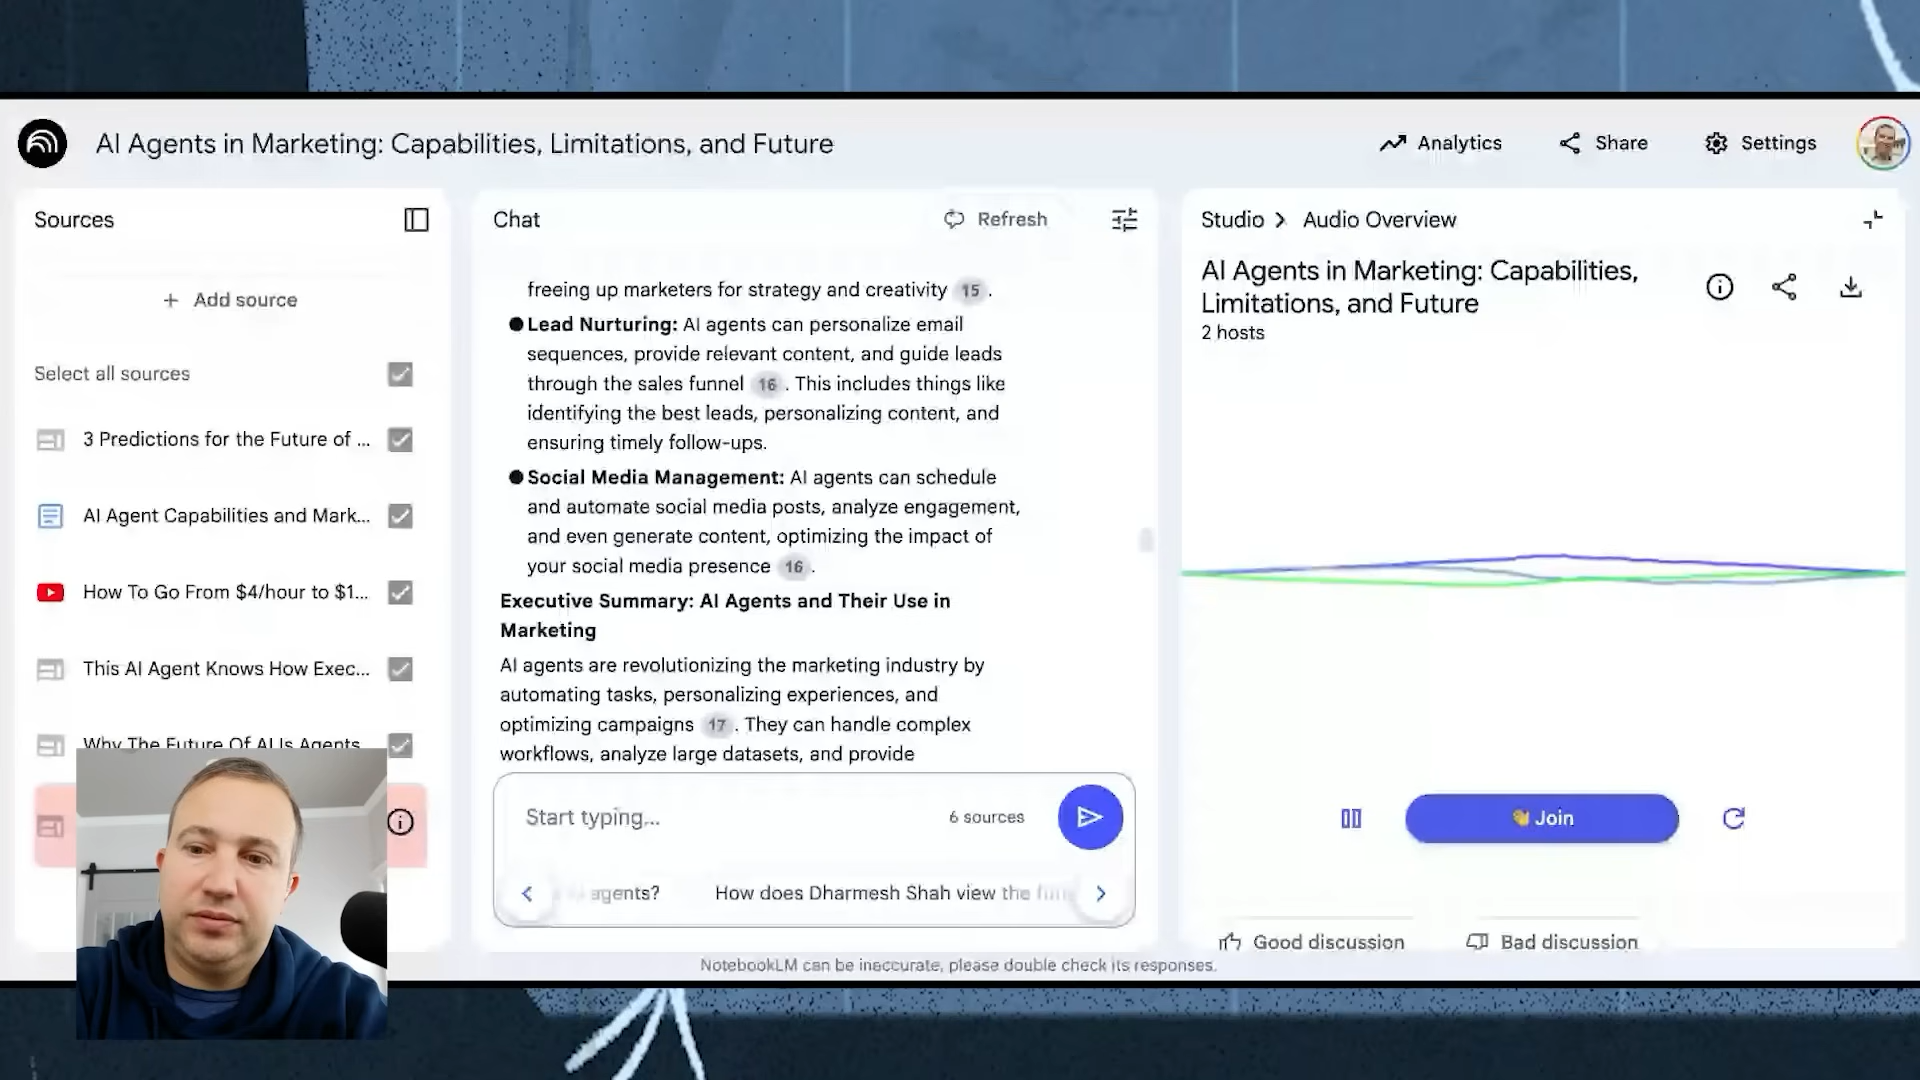 AI Agents in Marketing: Capabilities, Limitations, and Future
Analytics
Share
Settings
Sources
Add source
Select all sources
3 Predictions for the Future of ...
AI Agent Capabilities and Mark...
How To Go From $4/hour to $1...
This AI Agent Knows How Exec...
Why The Future Of AI Is Agents
Chat
Refresh
freeing up marketers for strategy and creativity 15 .
● Lead Nurturing: AI agents can personalize email
sequences, provide relevant content, and guide leads
through the sales funnel 16 . This includes things like
identifying the best leads, personalizing content, and
ensuring timely follow-ups.
● Social Media Management: AI agents can schedule
and automate social media posts, analyze engagement,
and even generate content, optimizing the impact of
your social media presence 16 .
Executive Summary: AI Agents and Their Use in
Marketing
AI agents are revolutionizing the marketing industry by
automating tasks, personalizing experiences, and
optimizing campaigns 17 . They can handle complex
workflows, analyze large datasets, and provide
Start typing...
6 sources
agents?
How does Dharmesh Shah view the
NotebookLM can be inaccurate, please double check its responses.
Studio > Audio Overview
AI Agents in Marketing: Capabilities,
Limitations, and Future
2 hosts
👋 Join
Good discussion
Bad discussion